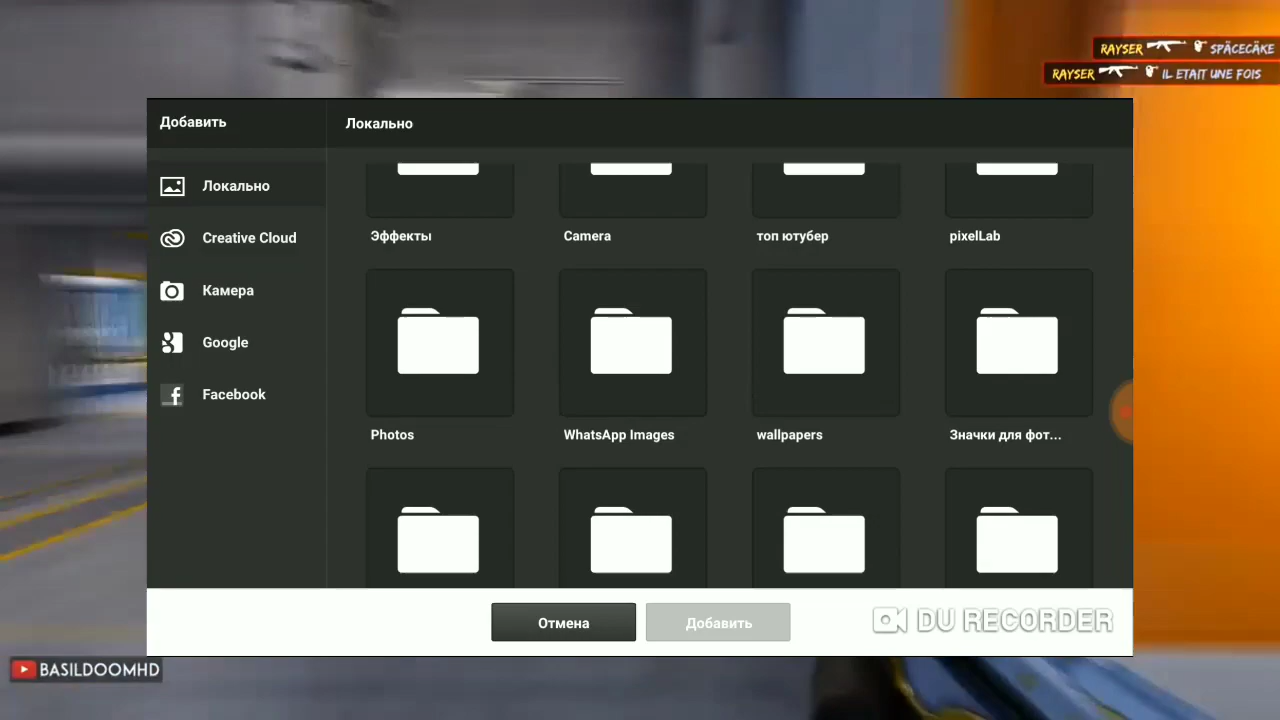 RAYSER SPÄCECÄKE
RAYSER IL ETAIT UNE FOIS
Добавить
Локально
Локально
Creative Cloud
Камера
Google
Facebook
Эффекты
Camera
топ ютубер
pixelLab
Photos
WhatsApp Images
wallpapers
Значки для фот...
Отмена
Добавить
DU RECORDER
BASILDOOMHD